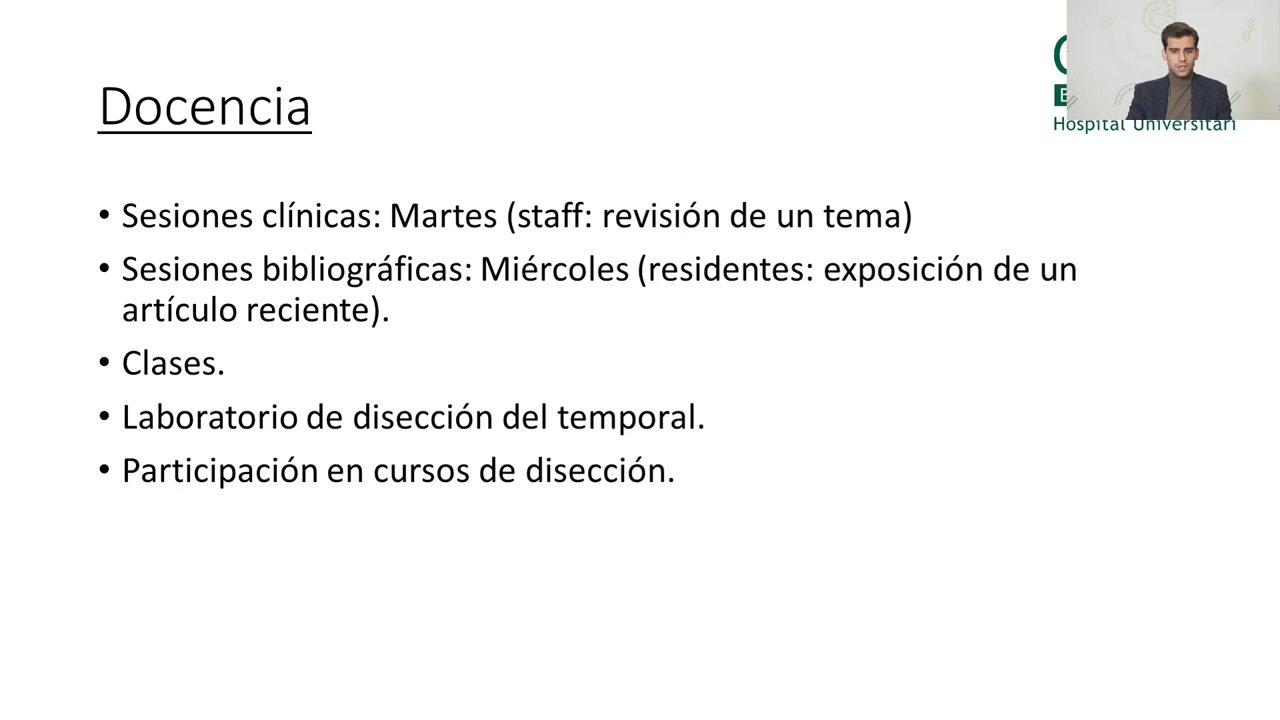 Docencia
Hospital Universitari
• Sesiones clínicas: Martes (staff: revisión de un tema)
• Sesiones bibliográficas: Miércoles (residentes: exposición de un
artículo reciente).
• Clases.
• Laboratorio de disección del temporal.
• Participación en cursos de disección.